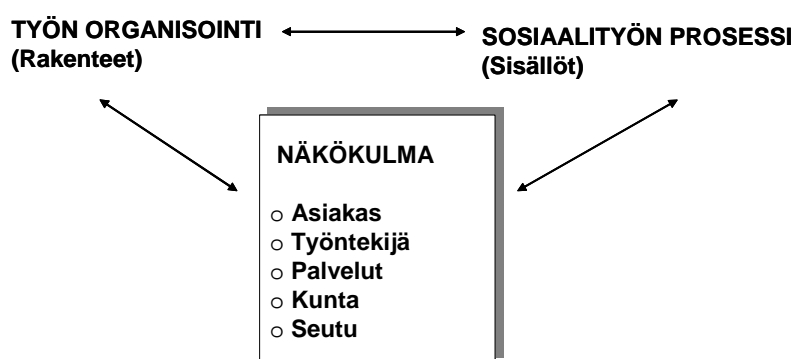 TYÖN ORGANISOINTI
(Rakenteet)
SOSIAALITYÖN PROSESSI
(Sisällöt)
NÄKÖKULMA
o Asiakas
o Työntekijä
o Palvelut
o Kunta
o Seutu